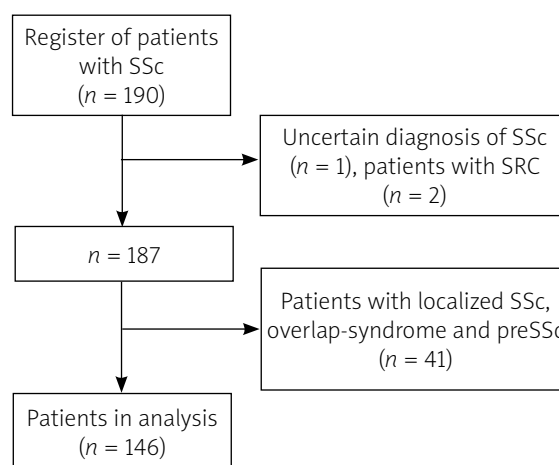 Register of patients
with SSc
(n = 190)
Uncertain diagnosis of SSc
(n = 1), patients with SRC
(n = 2)
n = 187
Patients with localized SSc,
overlap-syndrome and preSSc
(n = 41)
Patients in analysis
(n = 146)